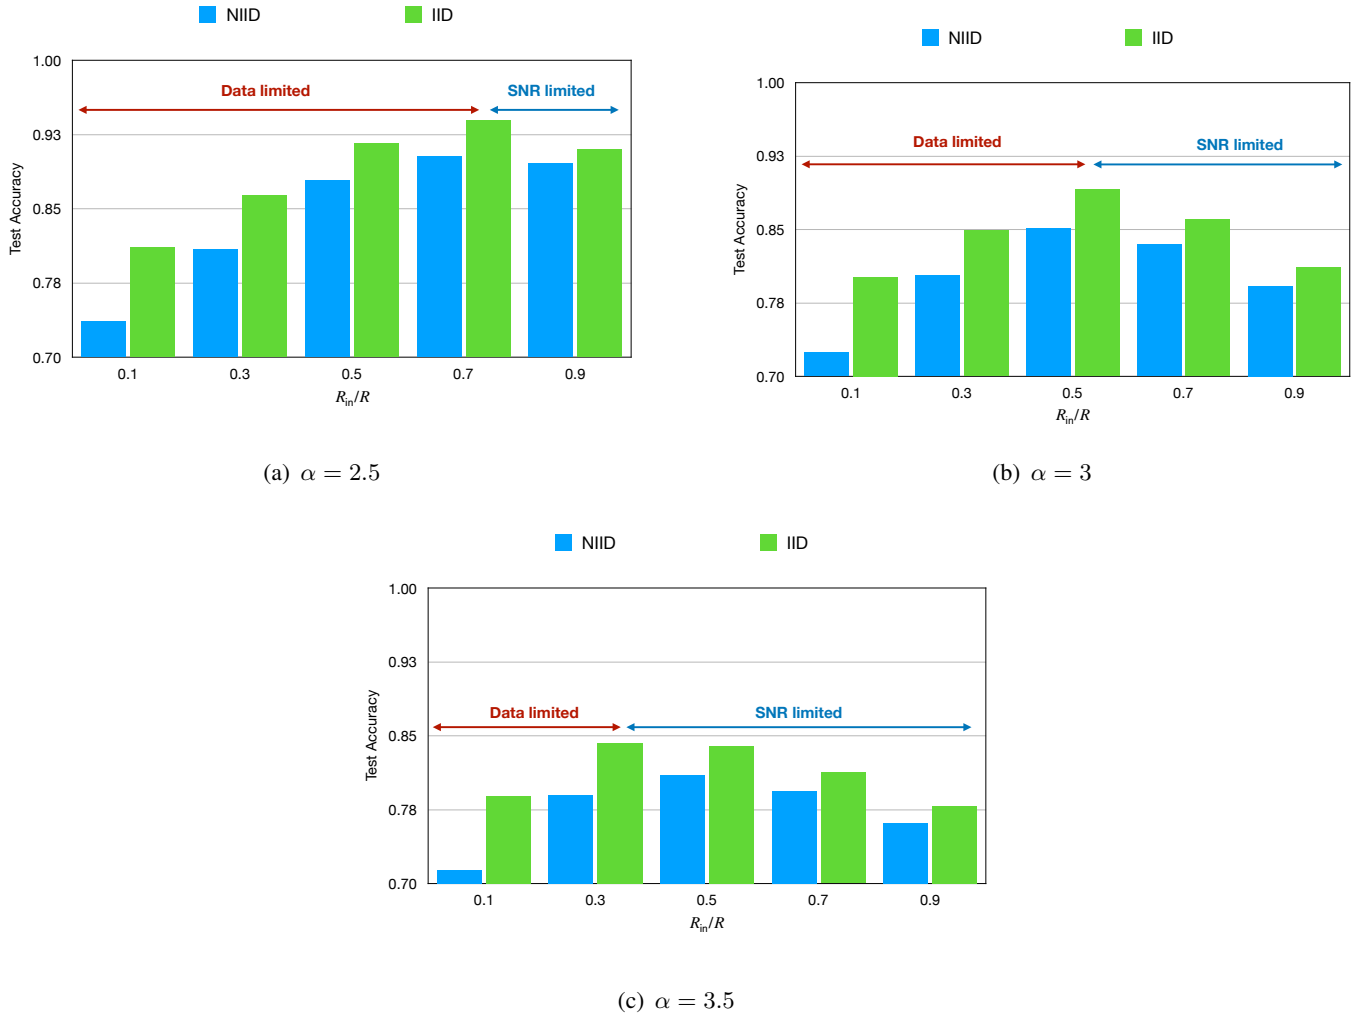 NIID IID
1.00
Data limited SNR limited
0.93
0.85
0.78
0.70
Test Accuracy
0.1 0.3 0.5 0.7 0.9
R_in/R
(a) α = 2.5
NIID IID
1.00
0.93
Data limited SNR limited
0.85
0.78
0.70
Test Accuracy
0.1 0.3 0.5 0.7 0.9
R_in/R
(b) α = 3
NIID IID
1.00
0.93
Data limited SNR limited
0.85
0.78
0.70
Test Accuracy
0.1 0.3 0.5 0.7 0.9
R_in/R
(c) α = 3.5